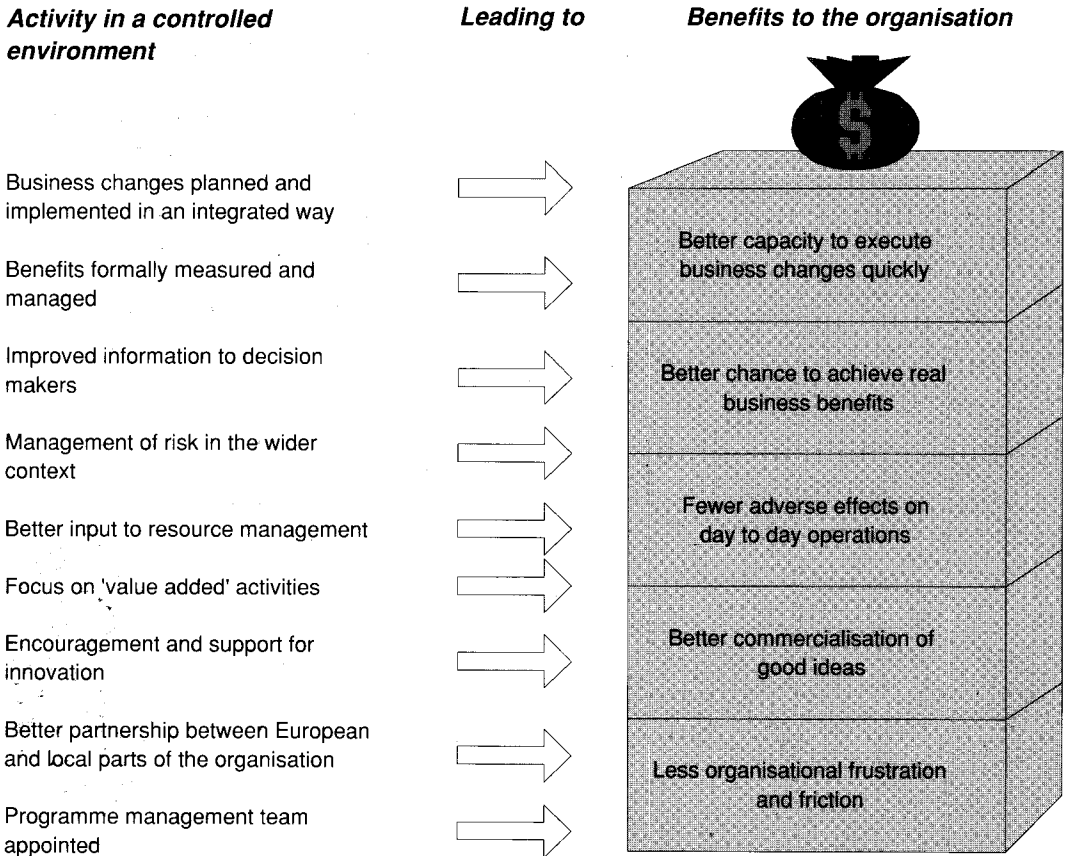 Activity in a controlled
environment
Leading to
Benefits to the organisation
$
Business changes planned and
implemented in an integrated way
Benefits formally measured and
managed
Improved information to decision
makers
Management of risk in the wider
context
Better input to resource management
Focus on 'value added' activities
Encouragement and support for
innovation
Better partnership between European
and local parts of the organisation
Programme management team
appointed
Better capacity to execute
business changes quickly
Better chance to achieve real
business benefits
Fewer adverse effects on
day to day operations
Better commercialisation of
good ideas
Less organisational frustration
and friction